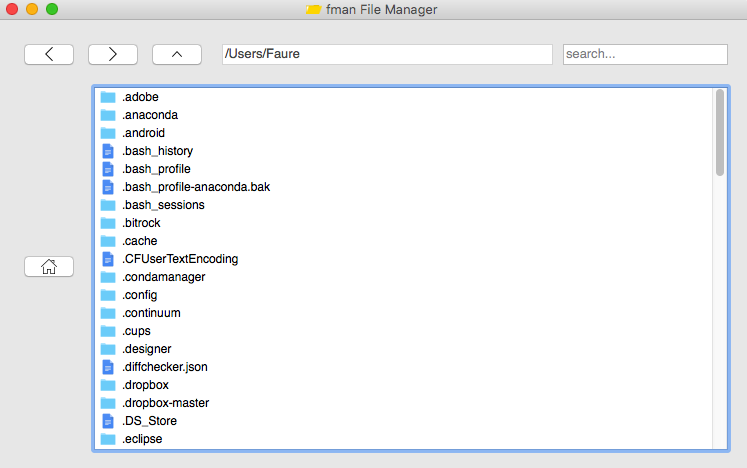 fman File Manager
/Users/Faure
search...
.adobe
.anaconda
.android
.bash_history
.bash_profile
.bash_profile-anaconda.bak
.bash_sessions
.bitrock
.cache
.CFUserTextEncoding
.condamanager
.config
.continuum
.cups
.designer
.diffchecker.json
.dropbox
.dropbox-master
.DS_Store
.eclipse